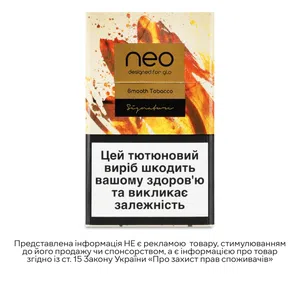 neo
designed for glo
Smooth Tobacco
Signature
Цей тютюновий
виріб шкодить
вашому здоров'ю
та викликає
залежність
Представлена інформація НЕ є рекламою товару, стимулюванням
до його продажу чи спонсорством, а є інформацією про товар
згідно із ст. 15 Закону України «Про захист прав споживачів»